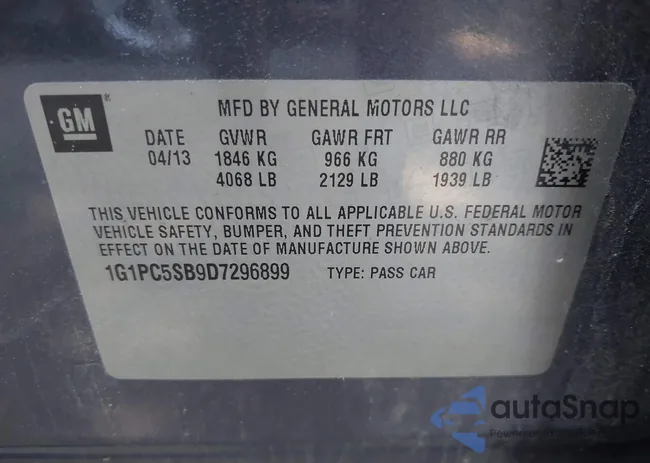 GM
MFD BY GENERAL MOTORS LLC
DATE GVWR GAWR FRT GAWR RR
04/13 1846 KG 966 KG 880 KG
4068 LB 2129 LB 1939 LB
THIS VEHICLE CONFORMS TO ALL APPLICABLE U.S. FEDERAL MOTOR
VEHICLE SAFETY, BUMPER, AND THEFT PREVENTION STANDARDS IN
EFFECT ON THE DATE OF MANUFACTURE SHOWN ABOVE.
1G1PC5SB9D7296899 TYPE: PASS CAR
autoSnap